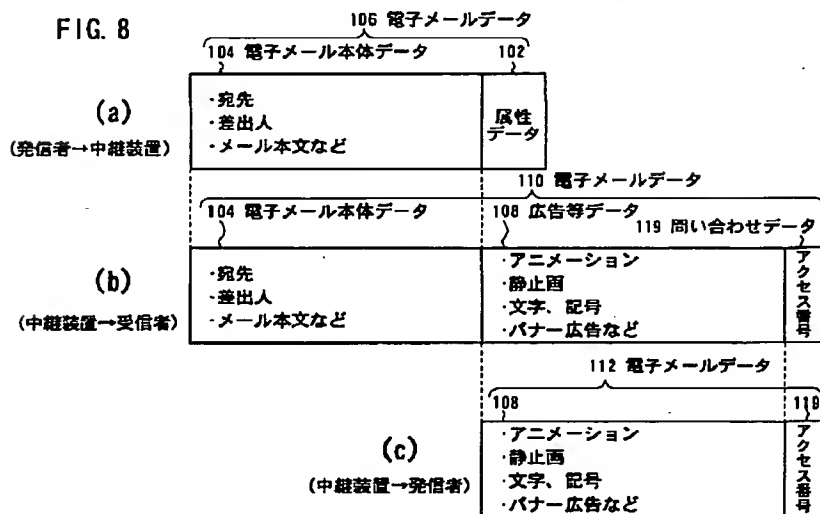 FIG. 8
106 電子メールデータ
104 電子メール本体データ
102
(a)
(発信者→中継装置)
・宛先
・差出人
・メール本文など
属性
データ
110 電子メールデータ
104 電子メール本体データ
108 広告等データ
119 問い合わせデータ
(b)
(中継装置→受信者)
・宛先
・差出人
・メール本文など
・アニメーション
・静止画
・文字、記号
・バナー広告など
アクセス番号
112 電子メールデータ
108
119
(c)
(中継装置→発信者)
・アニメーション
・静止画
・文字、記号
・バナー広告など
アクセス番号